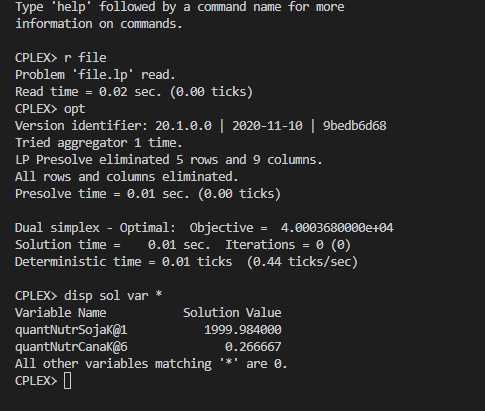 Type 'help' followed by a command name for more
information on commands.
CPLEX> r file
Problem 'file.lp' read.
Read time = 0.02 sec. (0.00 ticks)
CPLEX> opt
Version identifier: 20.1.0.0 | 2020-11-10 | 9bedb6d68
Tried aggregator 1 time.
LP Presolve eliminated 5 rows and 9 columns.
All rows and columns eliminated.
Presolve time = 0.01 sec. (0.00 ticks)
Dual simplex - Optimal:  Objective =  4.0003680000e+04
Solution time =    0.01 sec.  Iterations = 0 (0)
Deterministic time = 0.01 ticks  (0.44 ticks/sec)
CPLEX> disp sol var *
Variable Name           Solution Value
quantNutrSojaK@1           1999.984000
quantNutrCanaK@6              0.266667
All other variables matching '*' are 0.
CPLEX>